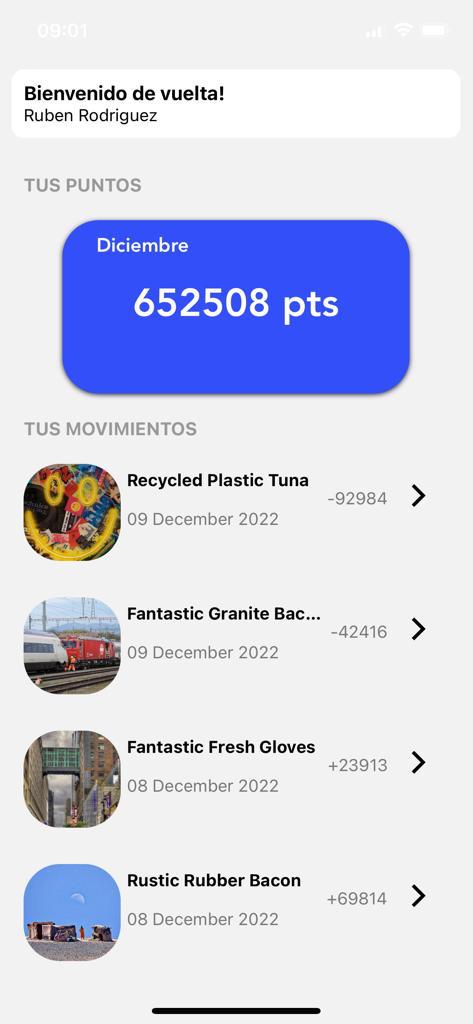 09:01
Bienvenido de vuelta!
Ruben Rodriguez
TUS PUNTOS
Diciembre
652508 pts
TUS MOVIMIENTOS
Recycled Plastic Tuna
-92984
09 December 2022
Fantastic Granite Bac...
-42416
09 December 2022
Fantastic Fresh Gloves
+23913
08 December 2022
Rustic Rubber Bacon
+69814
08 December 2022